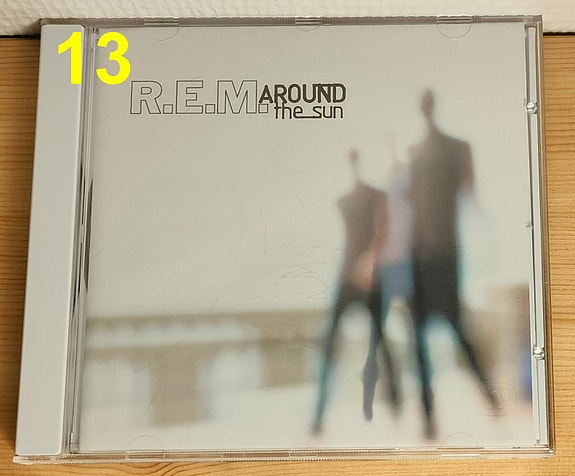 13
R.E.M. AROUND
the sun